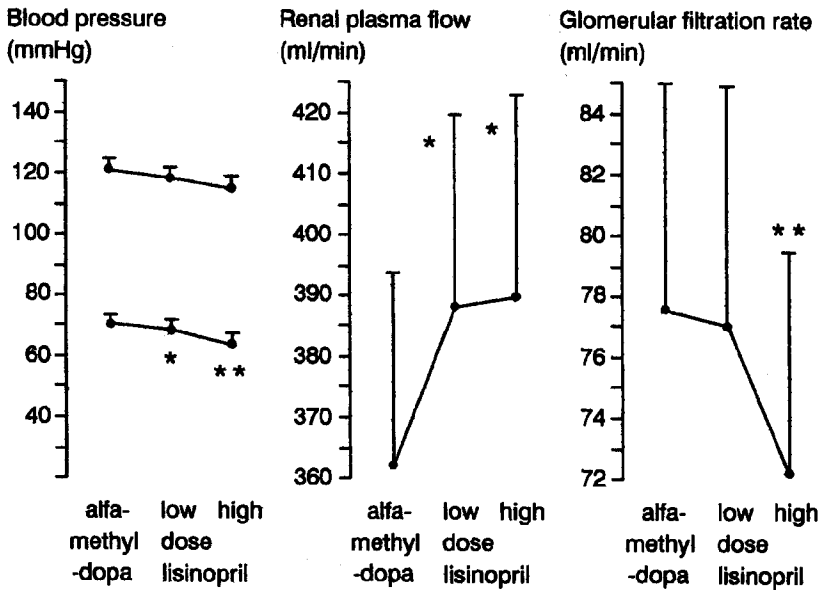 Blood pressure
(mmHg)
140
120
100
80
60
40
*
**
alfa-
methyl
-dopa
low
dose
lisinopril
high
Renal plasma flow
(ml/min)
420
410
400
390
380
370
360
*
*
alfa-
methyl
-dopa
low
dose
lisinopril
high
Glomerular filtration rate
(ml/min)
84
82
80
78
76
74
72
**
alfa-
methyl
-dopa
low
dose
lisinopril
high